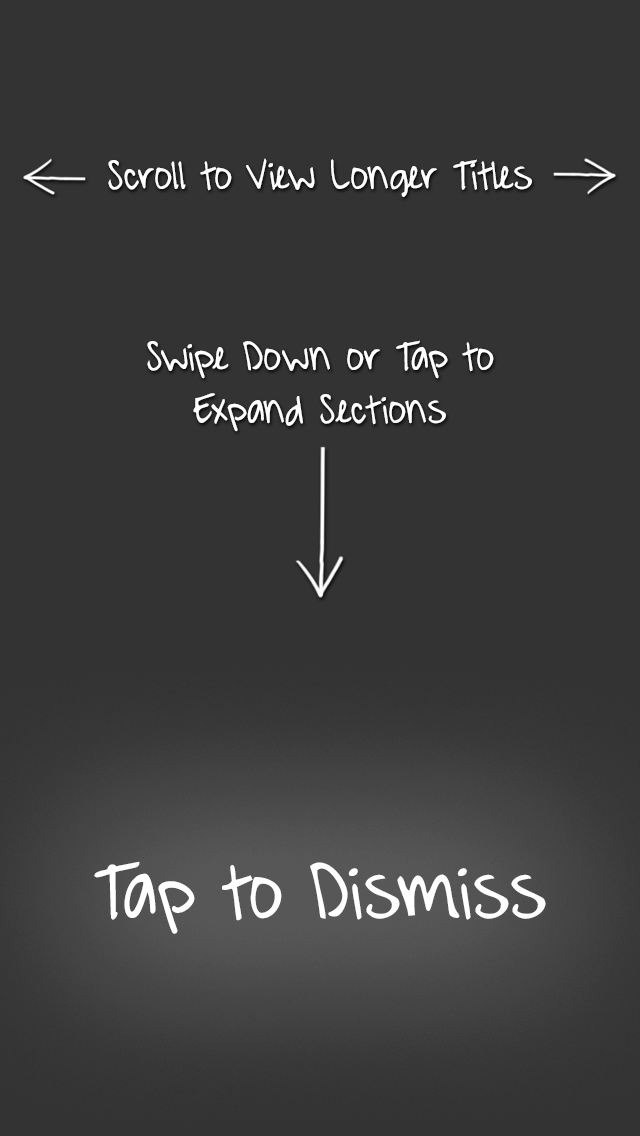 Scroll to View Longer Titles
Swipe Down or Tap to
Expand Sections
Tap to Dismiss